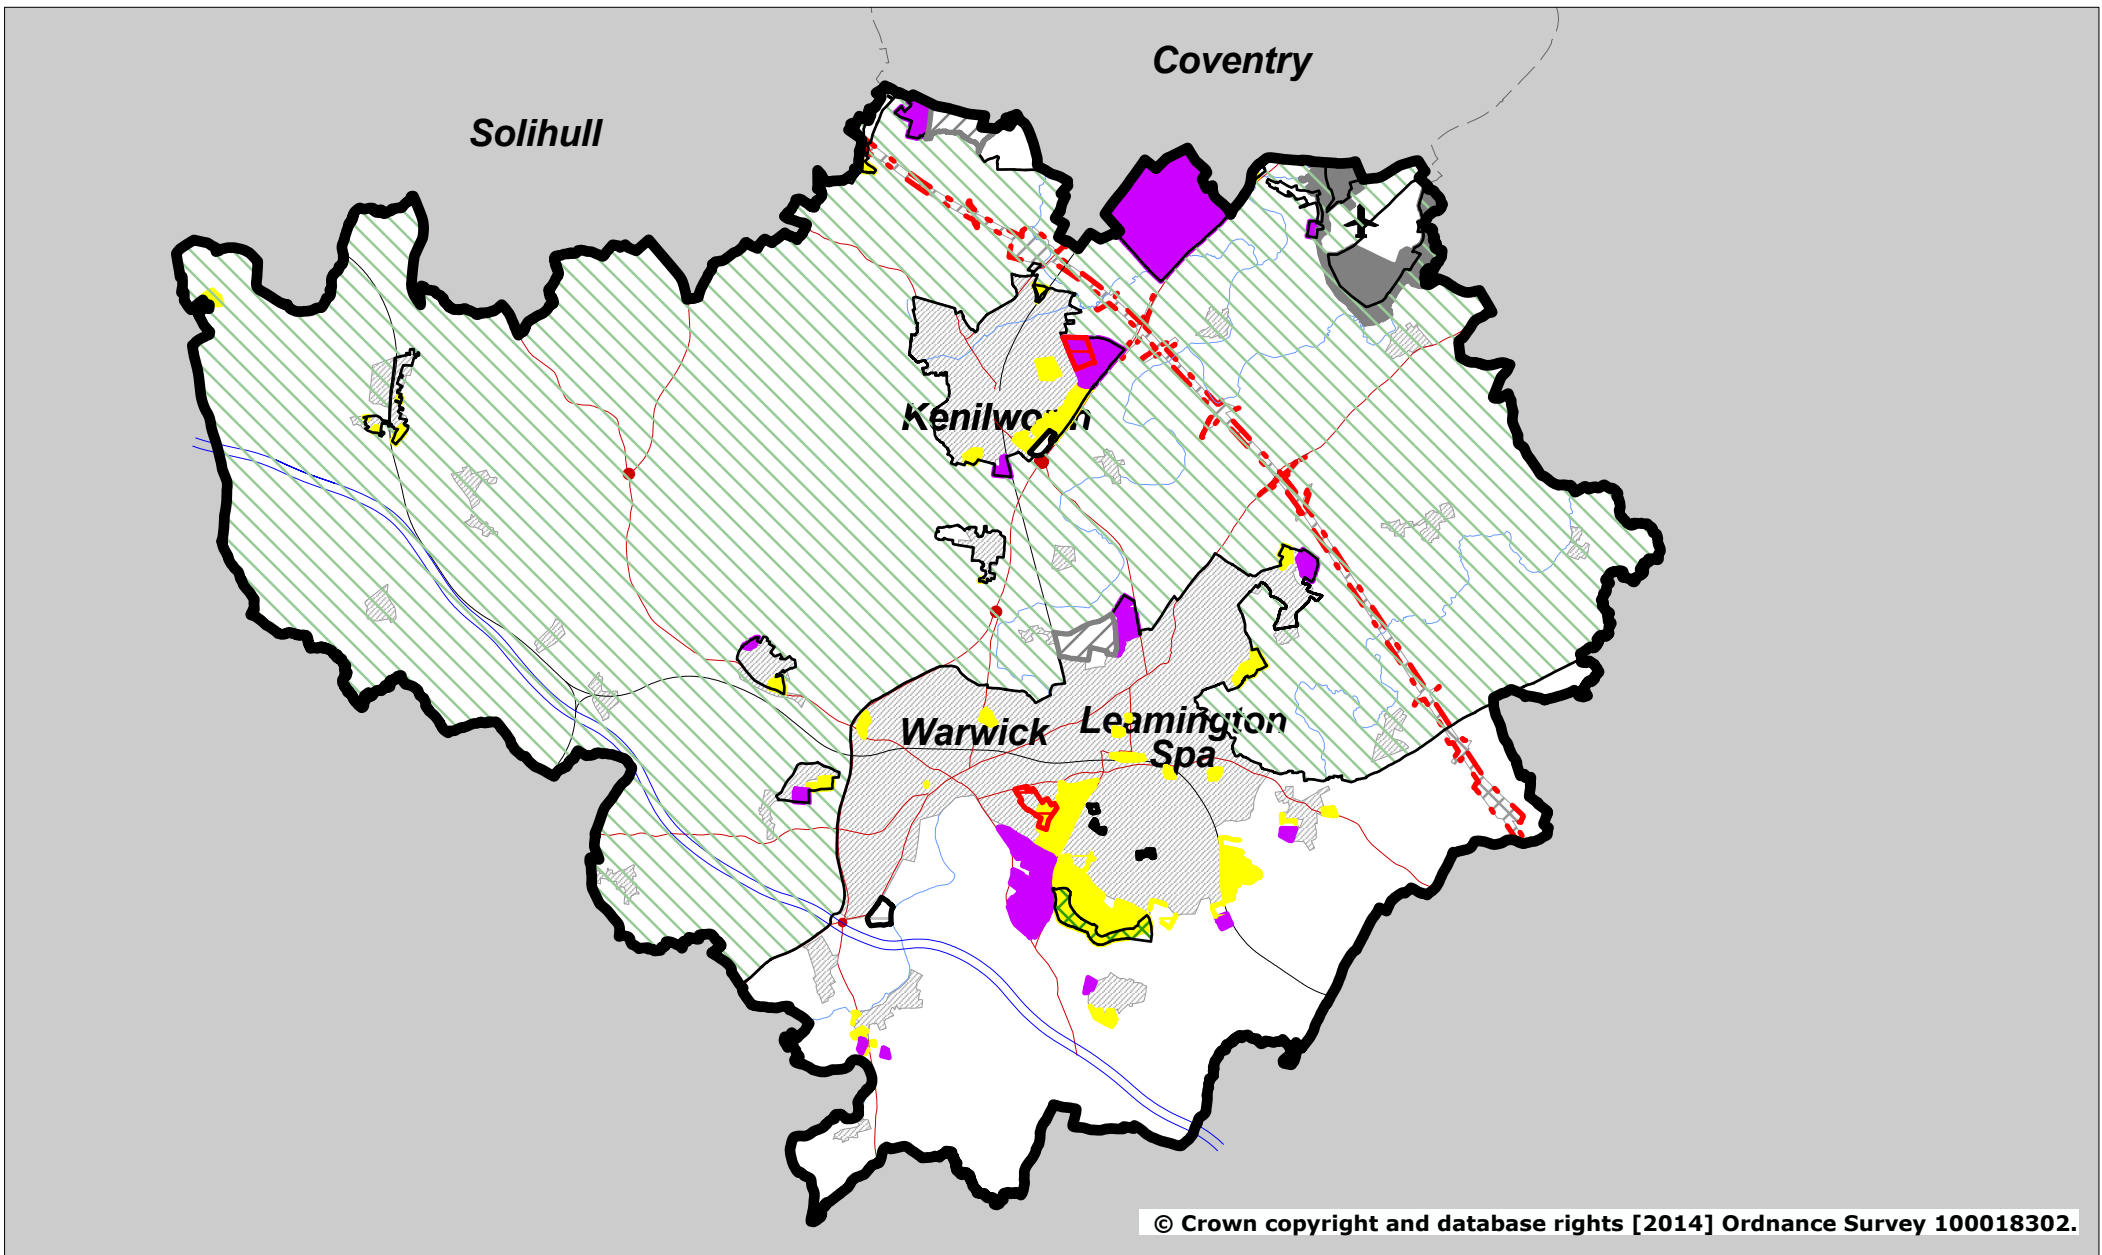 Coventry
Solihull
Kenilworth
Warwick
Leamington
Spa
© Crown copyright and database rights [2014] Ordnance Survey 100018302.